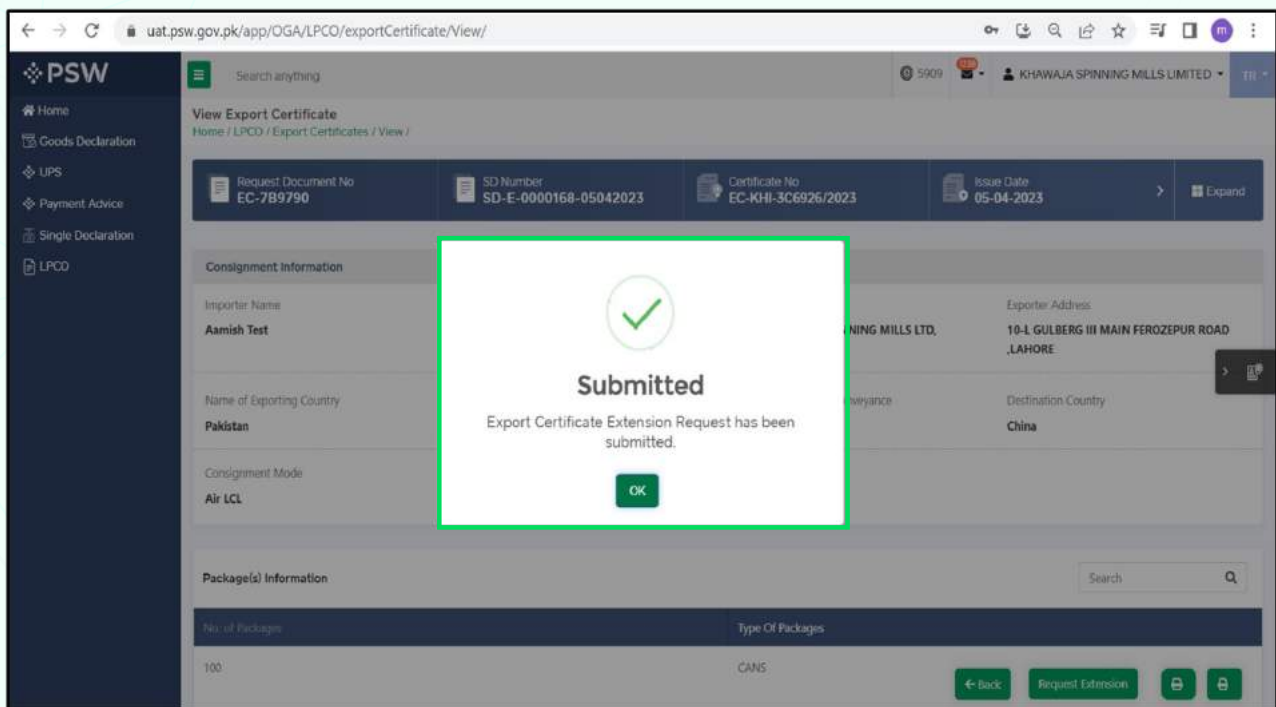 uat.psw.gov.pk/app/OGA/LPCO/exportCertificate/View/
m
PSW
Search anything
5909
KHAWAJA SPINNING MILLS LIMITED
TR
Home
Goods Declaration
UPS
Payment Advice
Single Declaration
LPCO
View Export Certificate
Home / LPCO / Export Certificates / View /
Request Document No
EC-7B9790
SD Number
SD-E-0000168-05042023
Certificate No
EC-KHI-3C6926/2023
Issue Date
05-04-2023
Expand
Consignment Information
Importer Name
Aamish Test
NING MILLS LTD,
Exporter Address
10-L GULBERG III MAIN FEROZEPUR ROAD
,LAHORE
Name of Exporting Country
Pakistan
nveyance
Destination Country
China
Consignment Mode
Air LCL
Submitted
Export Certificate Extension Request has been
submitted.
OK
Package(s) Information
Search
No. of Packages
Type Of Packages
100
CANS
Back
Request Extension